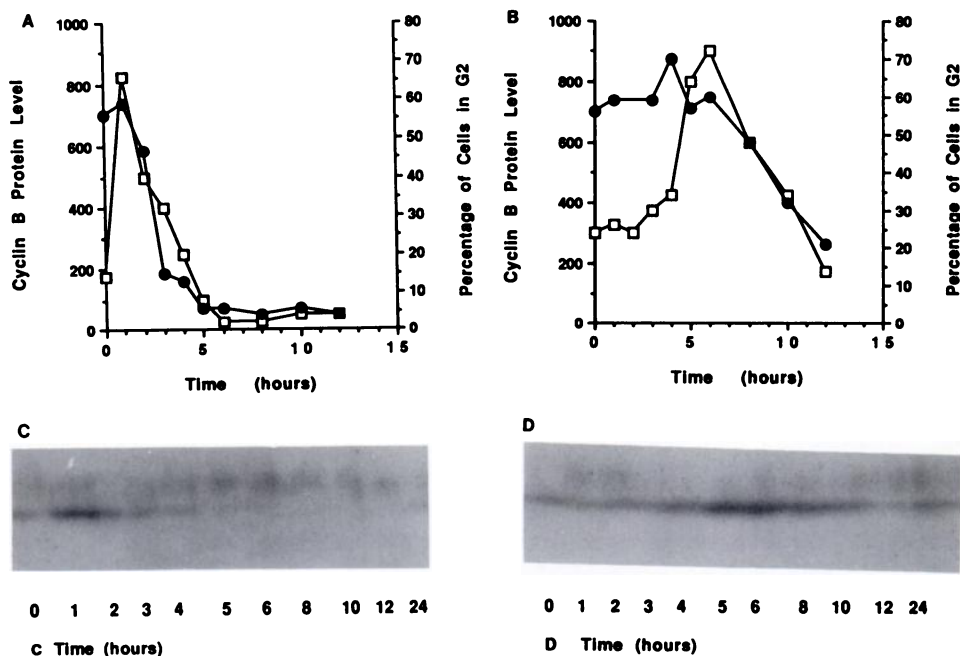 A
1000
800
600
400
200
0
Cyclin B Protein Level
80
70
60
50
40
30
20
10
0
Percentage of Cells in G2
0
5
10
15
Time (hours)
B
1000
800
600
400
200
0
Cyclin B Protein Level
80
70
60
50
40
30
20
10
0
Percentage of Cells in G2
0
5
10
15
Time (hours)
C
0 1 2 3 4 5 6 8 10 12 24
C Time (hours)
D
0 1 2 3 4 5 6 8 10 12 24
D Time (hours)